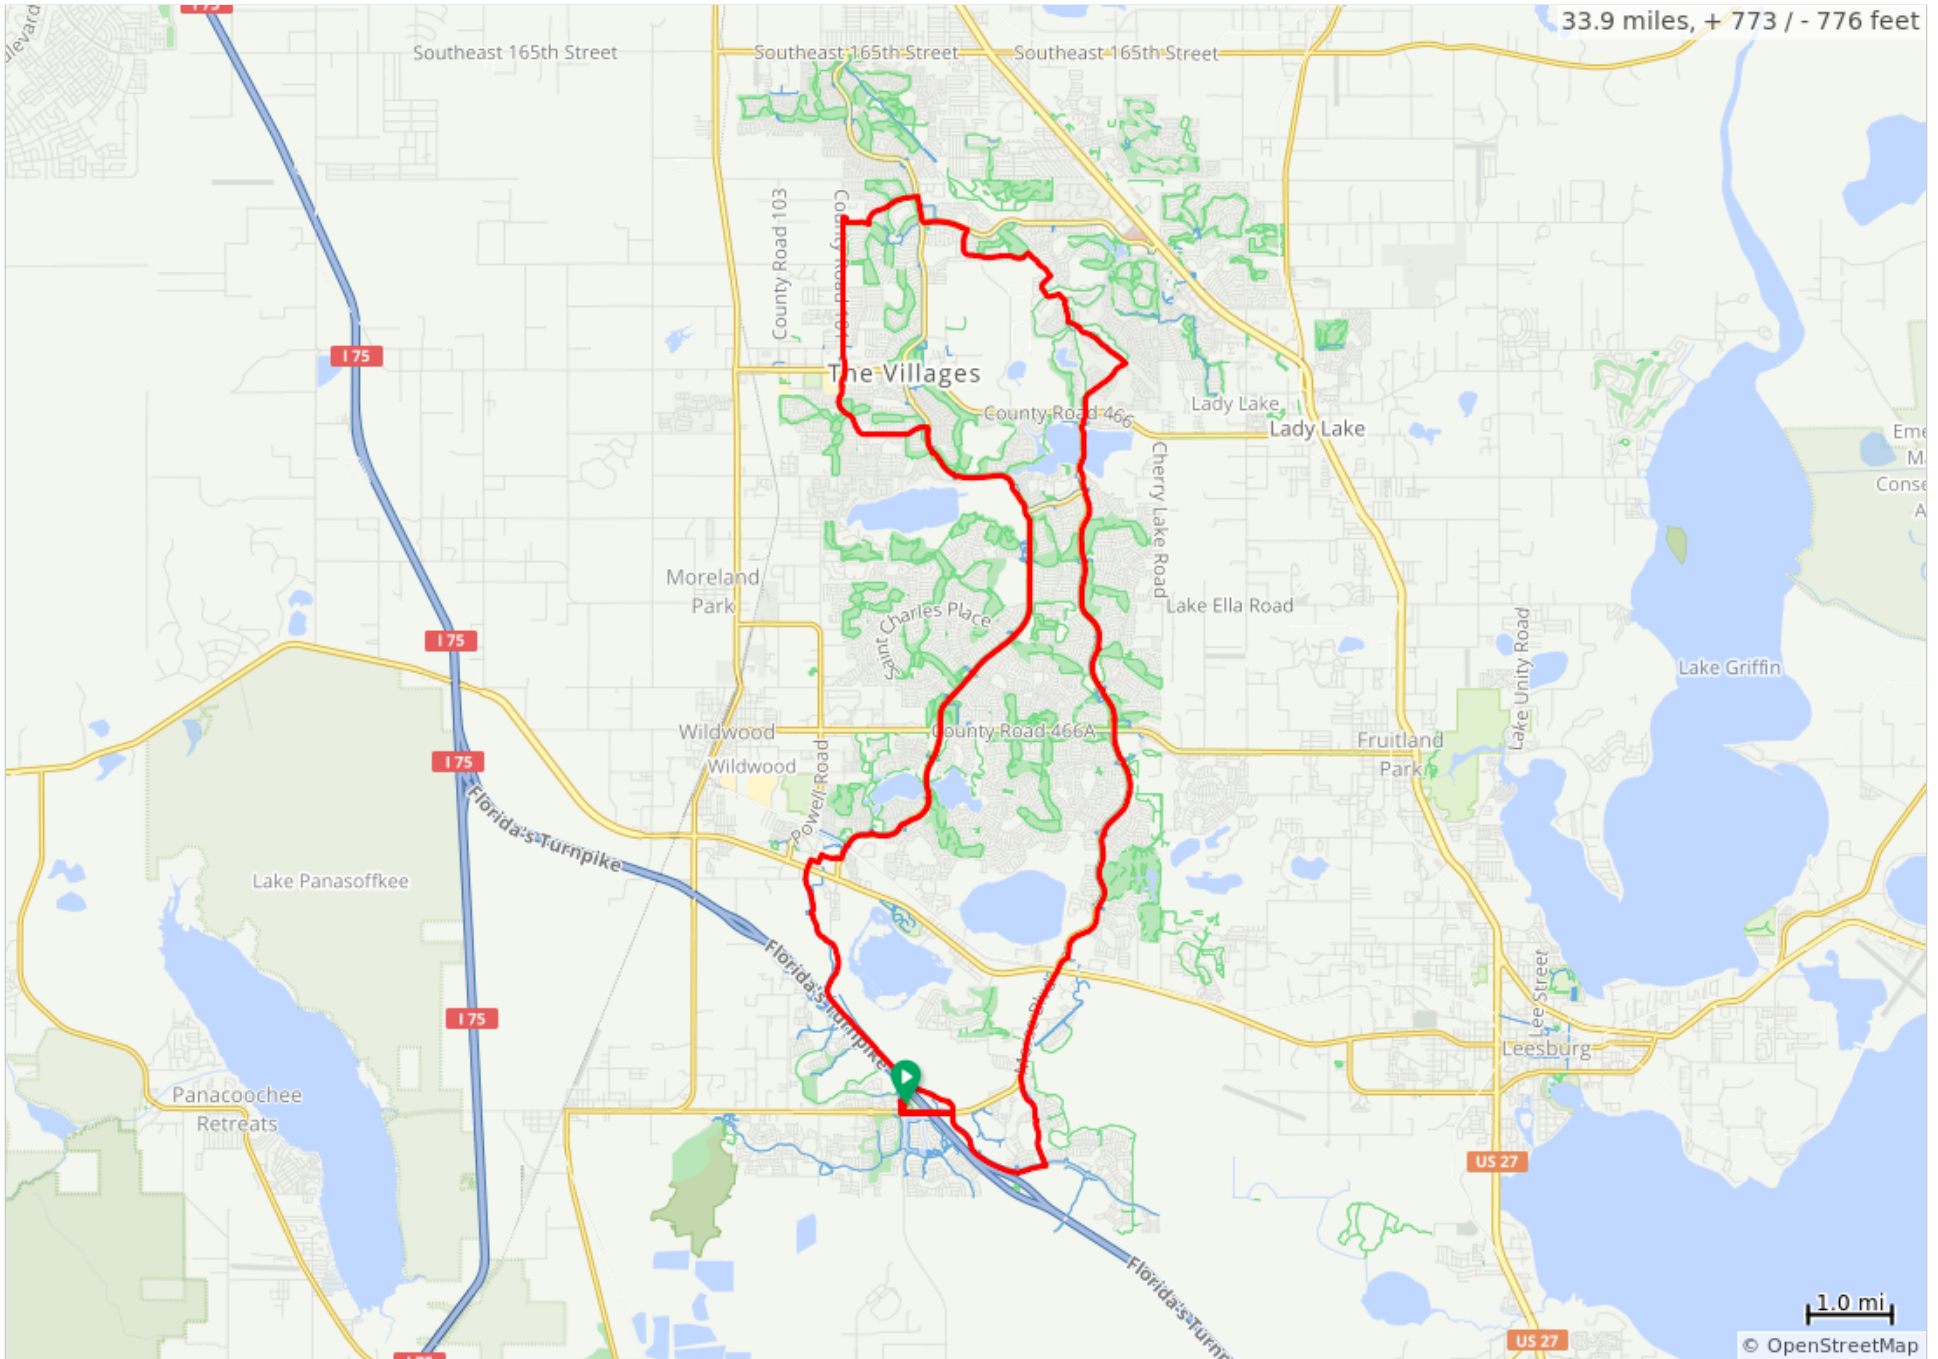 I 75
33.9 miles, + 773 / - 776 feet
Southeast 165th Street
Southeast 165th Street
Southeast 165th Street
County Road 103
County Road 101
I 75
The Villages
County Road 466
Lady Lake
Lady Lake
Cherry Lake Road
Moreland
Park
Charles Place
Saint
Lake Ella Road
I 75
Lake Unity Road
Lake Griffin
Wildwood
County Road 466A
Fruitland
Park
I 75
Wildwood
Powell Road
Florida's Turnpike
Lake Panasoffkee
Florida's Turnpike
Lee Street
I 75
Leesburg
Panacoochee
Retreats
US 27
Florida's Turnp
1.0 mi
US 27
© OpenStreetMap